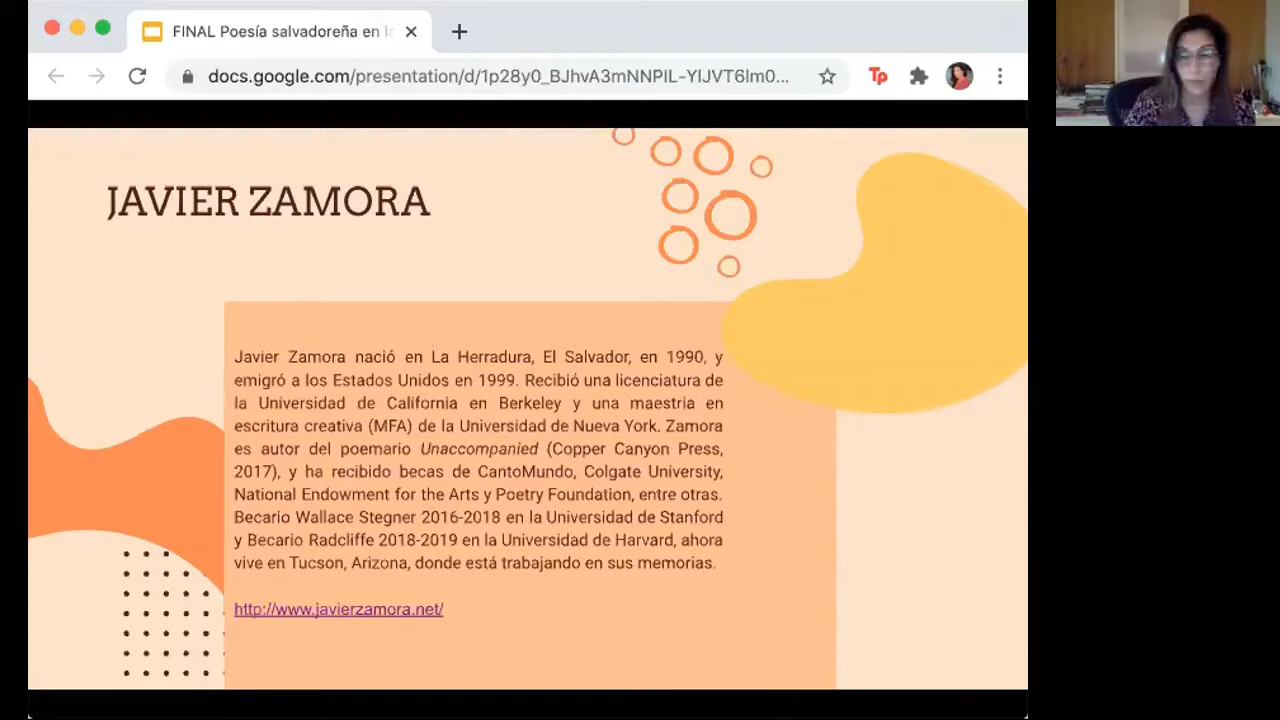 FINAL Poesía salvadoreña en la
docs.google.com/presentation/d/1p28y0_BJhvA3mNNPIL-YlJVT6lm0...
Tp
JAVIER ZAMORA
Javier Zamora nació en La Herradura, El Salvador, en 1990, y
emigró a los Estados Unidos en 1999. Recibió una licenciatura de
la Universidad de California en Berkeley y una maestria en
escritura creativa (MFA) de la Universidad de Nueva York. Zamora
es autor del poemario Unaccompanied (Copper Canyon Press,
2017), y ha recibido becas de CantoMundo, Colgate University,
National Endowment for the Arts y Poetry Foundation, entre otras.
Becario Wallace Stegner 2016-2018 en la Universidad de Stanford
y Becario Radcliffe 2018-2019 en la Universidad de Harvard, ahora
vive en Tucson, Arizona, donde está trabajando en sus memorias.
http://www.javierzamora.net/